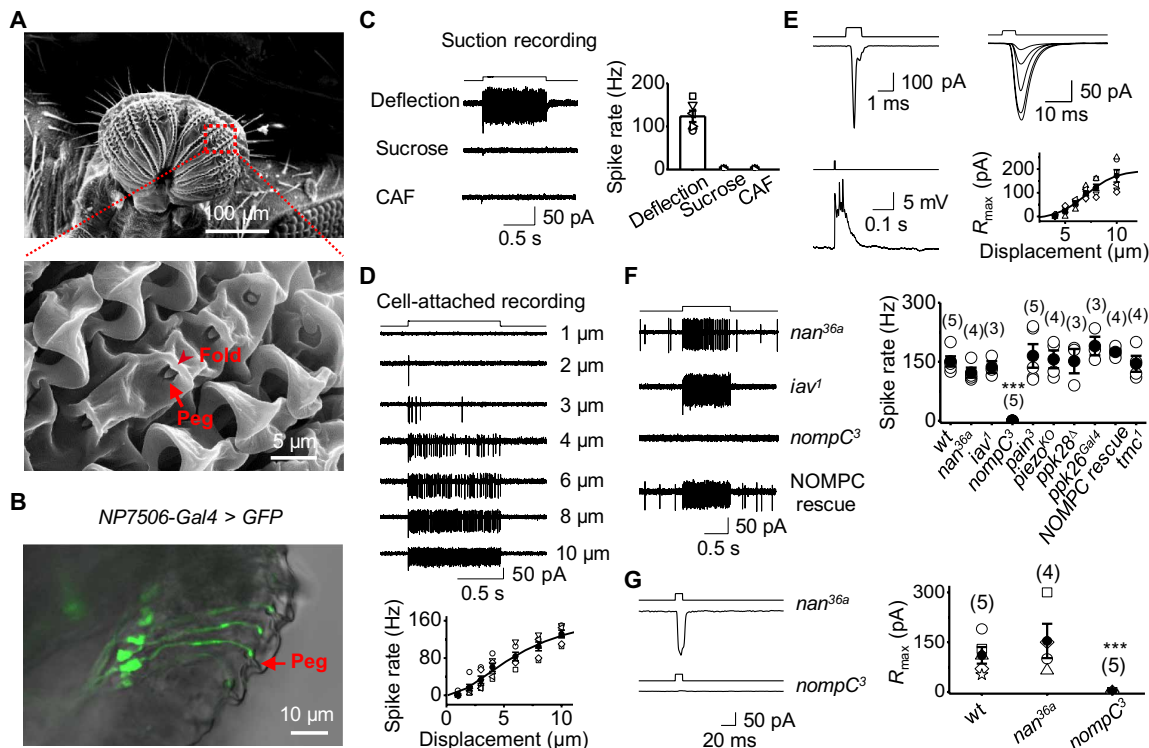 A
100 µm
Fold
Peg
5 µm
B
NP7506-Gal4 > GFP
Peg
10 µm
C
Suction recording
Deflection
Sucrose
CAF
50 pA
0.5 s
Spike rate (Hz)
200
100
0
Deflection
Sucrose
CAF
D
Cell-attached recording
1 µm
2 µm
3 µm
4 µm
6 µm
8 µm
10 µm
50 pA
0.5 s
Spike rate (Hz)
160
80
0
0 5 10
Displacement (µm)
E
100 pA
1 ms
50 pA
10 ms
5 mV
0.1 s
Rmax (pA)
200
100
0
5 10
Displacement (µm)
F
nan36a
iav1
nompC3
NOMPC
rescue
50 pA
0.5 s
Spike rate (Hz)
300
150
0
(5) (4) (3) *** (5) (5) (4) (3) (3) (4) (4)
wt
nan36a
iav1
nompC3
pain3
piezoKO
ppk28Δ
ppk26Gal4
NOMPC rescue
tmc1
G
nan36a
nompC3
50 pA
20 ms
Rmax (pA)
300
150
0
(5) (4) *** (5)
wt
nan36a
nompC3